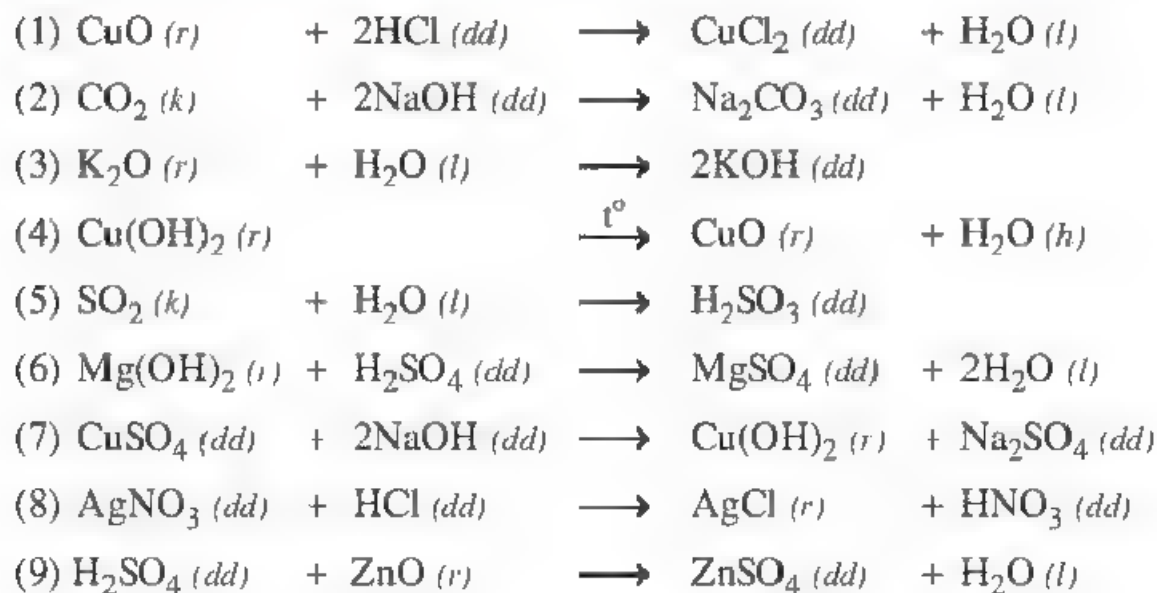 (1) CuO (r) + 2HCl (dd) ⟶ CuCl₂ (dd) + H₂O (l)
(2) CO₂ (k) + 2NaOH (dd) ⟶ Na₂CO₃ (dd) + H₂O (l)
(3) K₂O (r) + H₂O (l) ⟶ 2KOH (dd)
(4) Cu(OH)₂ (r) ⟶ t° CuO (r) + H₂O (h)
(5) SO₂ (k) + H₂O (l) ⟶ H₂SO₃ (dd)
(6) Mg(OH)₂ (r) + H₂SO₄ (dd) ⟶ MgSO₄ (dd) + 2H₂O (l)
(7) CuSO₄ (dd) + 2NaOH (dd) ⟶ Cu(OH)₂ (r) + Na₂SO₄ (dd)
(8) AgNO₃ (dd) + HCl (dd) ⟶ AgCl (r) + HNO₃ (dd)
(9) H₂SO₄ (dd) + ZnO (r) ⟶ ZnSO₄ (dd) + H₂O (l)